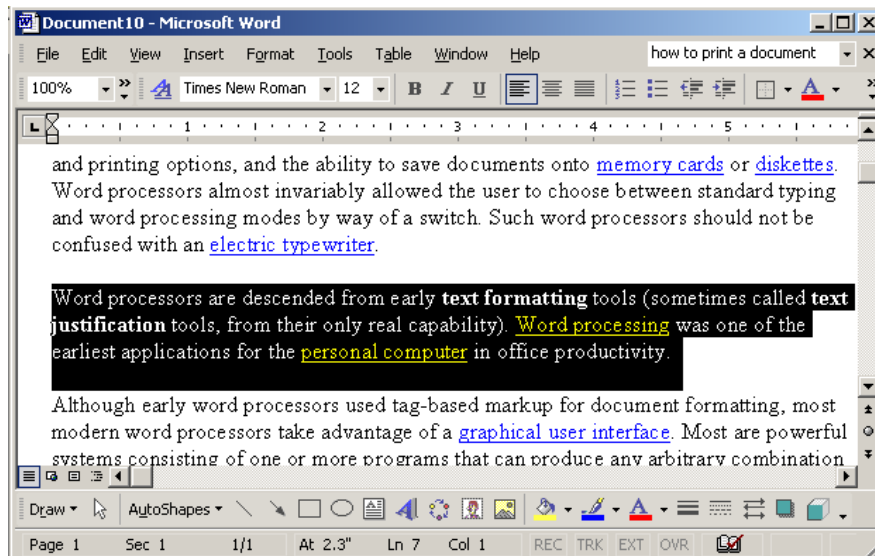 Document10 - Microsoft Word
File Edit View Insert Format Tools Table Window Help how to print a document
100% Times New Roman 12 B I U A
1 2 3 4 5
and printing options, and the ability to save documents onto memory cards or diskettes.
Word processors almost invariably allowed the user to choose between standard typing
and word processing modes by way of a switch. Such word processors should not be
confused with an electric typewriter.
Word processors are descended from early text formatting tools (sometimes called text
justification tools, from their only real capability). Word processing was one of the
earliest applications for the personal computer in office productivity.
Although early word processors used tag-based markup for document formatting, most
modern word processors take advantage of a graphical user interface. Most are powerful
systems consisting of one or more programs that can produce any arbitrary combination
Draw AutoShapes A
Page 1 Sec 1 1/1 At 2.3" Ln 7 Col 1 REC TRK EXT OVR